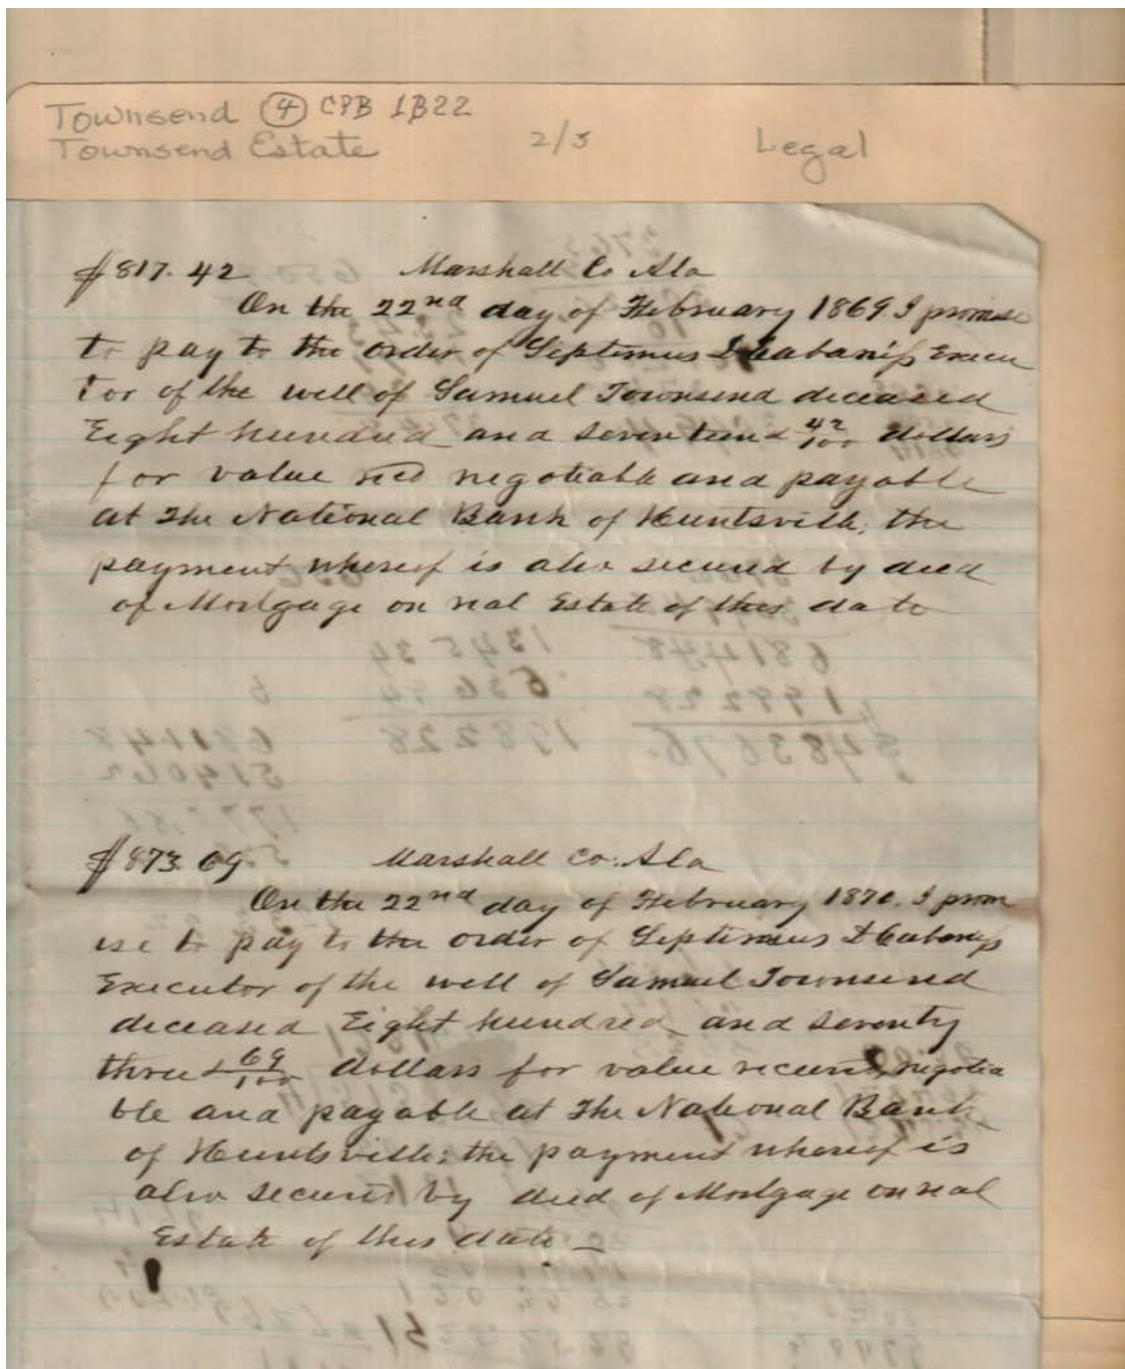 Townsend ④ CPB 1B22
Townsend Estate 2/3 Legal
$817.42 Marshall Co Ala
On the 22nd day of February 1869. I promise
to pay to the order of Septimus D Cabaniss Execu
tor of the will of Samuel Townsend deceased
Eight hundred and seventeen & 42/100 dollars
for value recd negotiable and payable
at The National Bank of Huntsville; the
payment whereof is also secured by deed
of Mortgage on real Estate of this date
$873.69 Marshall Co. Ala
On the 22nd day of February 1870. I prom
ise to pay to the order of Septimus D Cabaniss
Executor of the will of Samuel Townsend
deceased Eight hundred and seventy
three & 69/100 dollars for value received, negotia
ble and payable at The National Bank
of Huntsville; the payment whereof is
also secured by deed of Mortgage on real
Estate of this date —